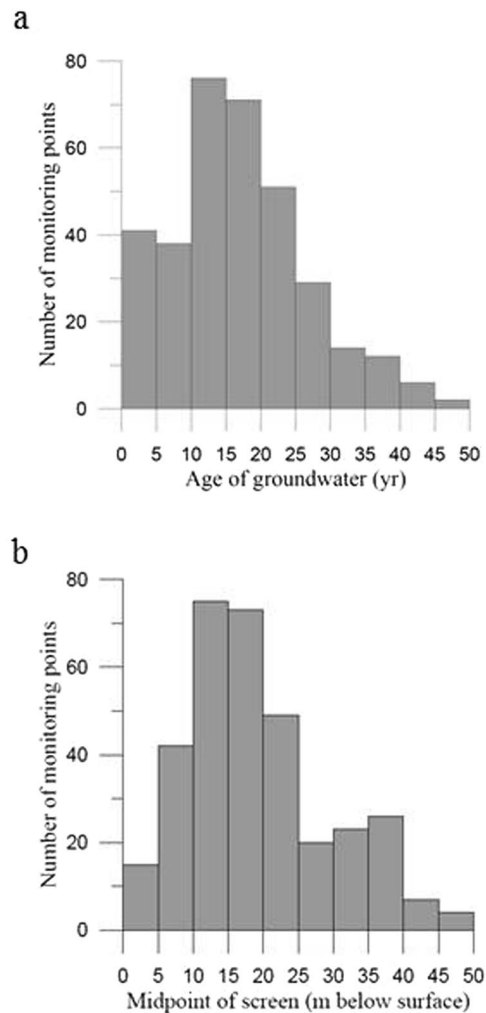 a
80
60
40
20
0
Number of monitoring points
0 5 10 15 20 25 30 35 40 45 50
Age of groundwater (yr)
b
80
60
40
20
0
Number of monitoring points
0 5 10 15 20 25 30 35 40 45 50
Midpoint of screen (m below surface)